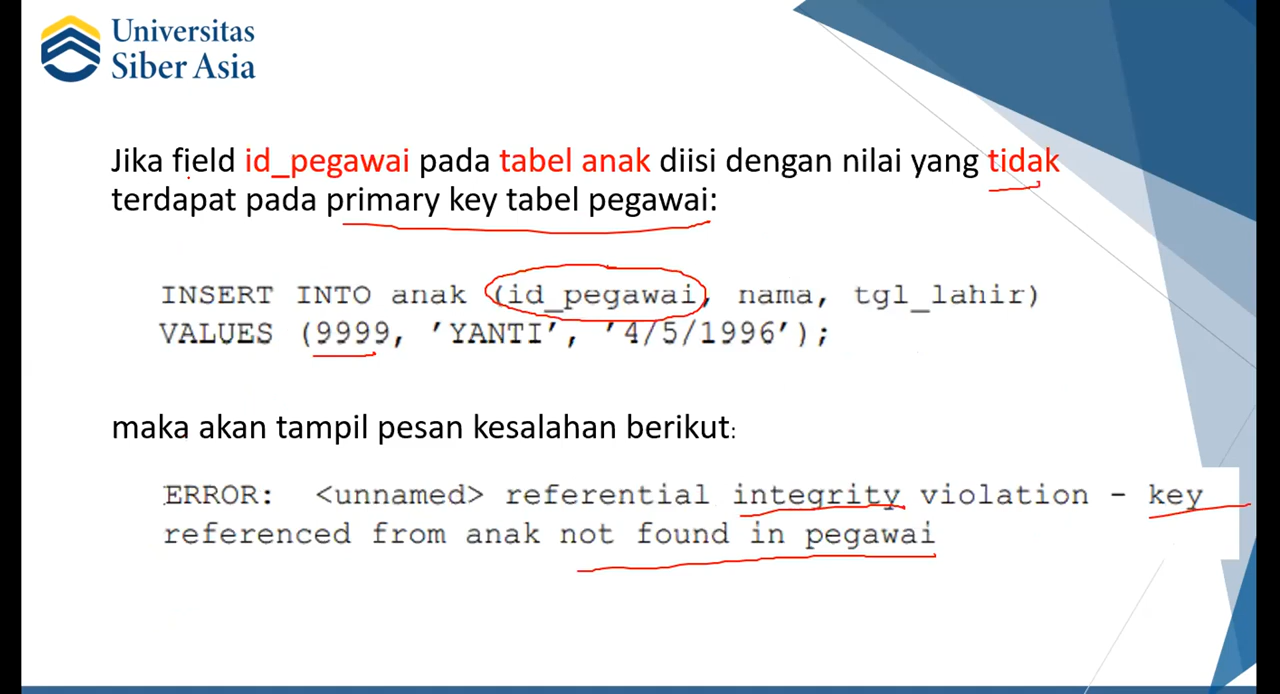 Universitas
Siber Asia
Jika field id_pegawai pada tabel anak diisi dengan nilai yang tidak
terdapat pada primary key tabel pegawai:
INSERT INTO anak (id_pegawai, nama, tgl_lahir)
VALUES (9999, 'YANTI', '4/5/1996');
maka akan tampil pesan kesalahan berikut:
ERROR: <unnamed> referential integrity violation - key
referenced from anak not found in pegawai